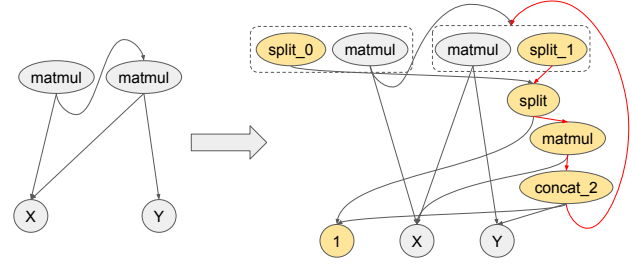 split_0 matmul matmul split_1
matmul matmul
split
matmul
concat_2
X Y
1 X Y